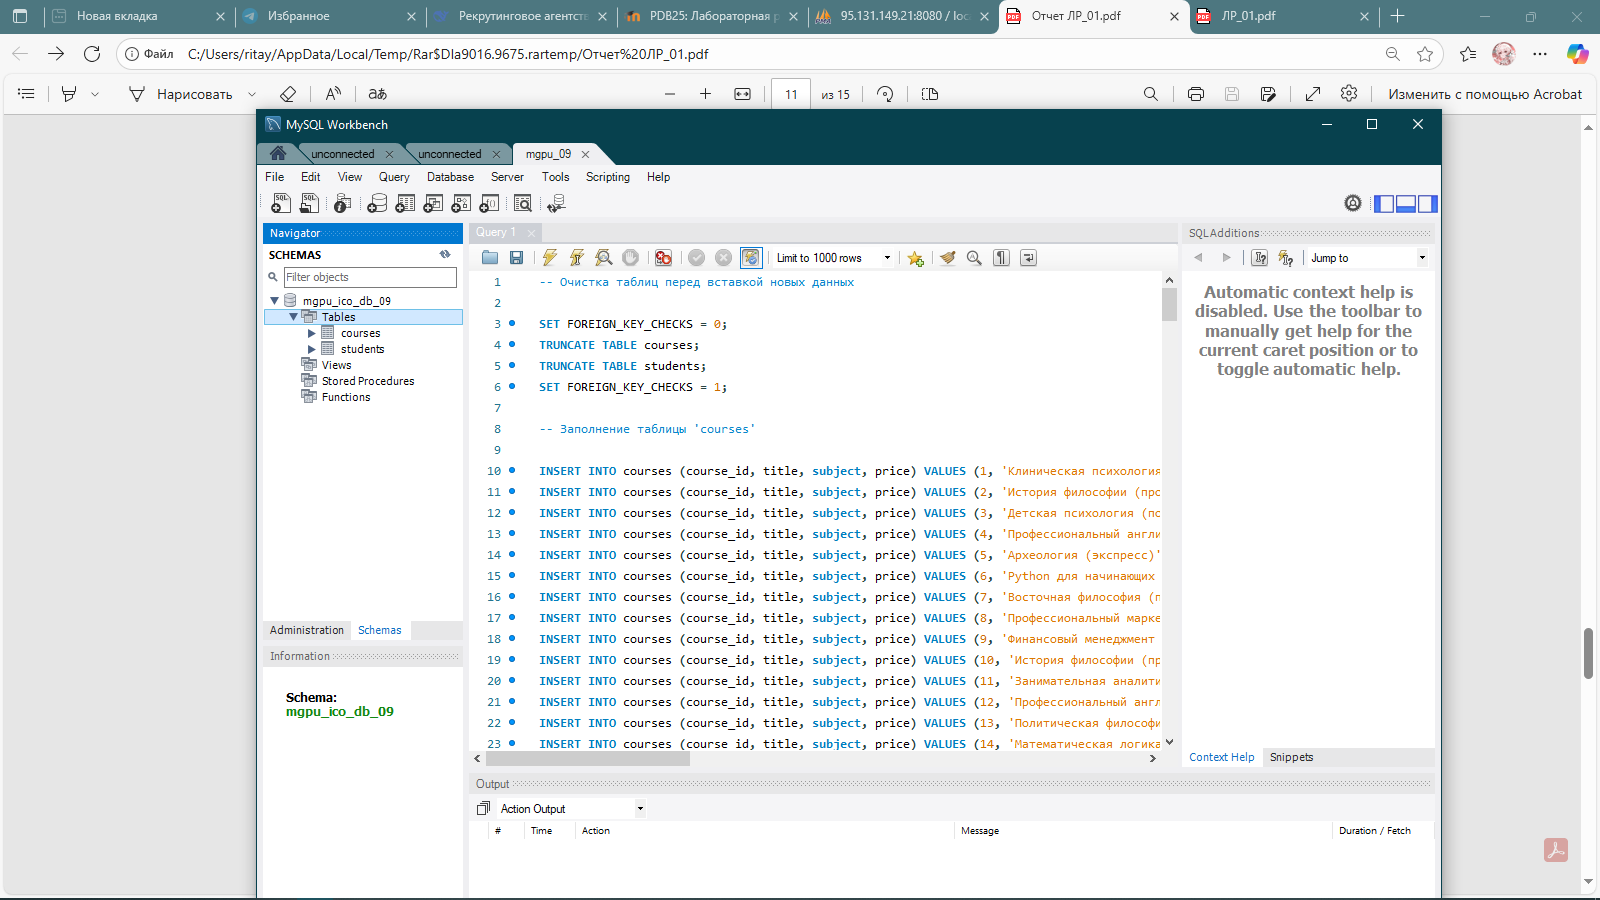 Новая вкладка
Избранное
Рекрутинговое агентств
PDB25: Лабораторная р
95.131.149.21:8080 / loc
Отчет ЛР_01.pdf
ЛР_01.pdf
Файл
C:/Users/ritay/AppData/Local/Temp/Rar$DIa9016.9675.rartemp/Отчет%20ЛР_01.pdf
Нарисовать
11
из 15
Изменить с помощью Acrobat
MySQL Workbench
unconnected
unconnected
mgpu_09
File Edit View Query Database Server Tools Scripting Help
Navigator
SCHEMAS
Filter objects
mgpu_ico_db_09
Tables
courses
students
Views
Stored Procedures
Functions
Administration
Schemas
Information
Schema:
mgpu_ico_db_09
Query 1
Limit to 1000 rows
1 -- Очистка таблиц перед вставкой новых данных
2
3 SET FOREIGN_KEY_CHECKS = 0;
4 TRUNCATE TABLE courses;
5 TRUNCATE TABLE students;
6 SET FOREIGN_KEY_CHECKS = 1;
7
8 -- Заполнение таблицы 'courses'
9
10 INSERT INTO courses (course_id, title, subject, price) VALUES (1, 'Клиническая психология
11 INSERT INTO courses (course_id, title, subject, price) VALUES (2, 'История философии (про
12 INSERT INTO courses (course_id, title, subject, price) VALUES (3, 'Детская психология (по
13 INSERT INTO courses (course_id, title, subject, price) VALUES (4, 'Профессиональный англи
14 INSERT INTO courses (course_id, title, subject, price) VALUES (5, 'Археология (экспресс)'
15 INSERT INTO courses (course_id, title, subject, price) VALUES (6, 'Python для начинающих
16 INSERT INTO courses (course_id, title, subject, price) VALUES (7, 'Восточная философия (п
17 INSERT INTO courses (course_id, title, subject, price) VALUES (8, 'Профессиональный марке
18 INSERT INTO courses (course_id, title, subject, price) VALUES (9, 'Финансовый менеджмент
19 INSERT INTO courses (course_id, title, subject, price) VALUES (10, 'История философии (пр
20 INSERT INTO courses (course_id, title, subject, price) VALUES (11, 'Занимательная аналити
21 INSERT INTO courses (course_id, title, subject, price) VALUES (12, 'Профессиональный англ
22 INSERT INTO courses (course_id, title, subject, price) VALUES (13, 'Политическая философи
23 INSERT INTO courses (course_id, title, subject, price) VALUES (14, 'Математическая логика
SQLAdditions
Jump to
Automatic context help is
disabled. Use the toolbar to
manually get help for the
current caret position or to
toggle automatic help.
Context Help
Snippets
Output
Action Output
# Time Action Message Duration / Fetch